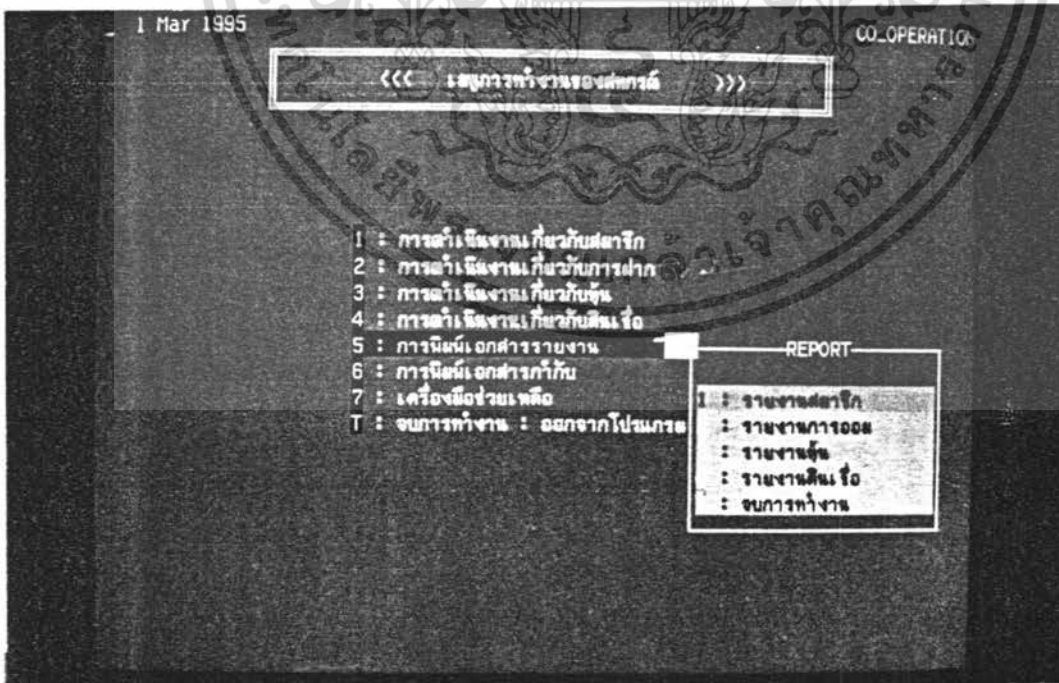 1 Mar 1995
CO_OPERATION
<<< เมนูการทำงานของสหกรณ์ >>>
1 : การดำเนินงานเกี่ยวกับสมาชิก
2 : การดำเนินงานเกี่ยวกับการฝาก
3 : การดำเนินงานเกี่ยวกับหุ้น
4 : การดำเนินงานเกี่ยวกับสินเชื่อ
5 : การพิมพ์เอกสารรายงาน
6 : การพิมพ์เอกสารกำกับ
7 : เครื่องมือช่วยเหลือ
T : จบการทำงาน : ออกจากโปรแกรม
REPORT
1 : รายงานสมาชิก
: รายงานการออม
: รายงานหุ้น
: รายงานสินเชื่อ
: จบการทำงาน
เจ้าคุณทหาร